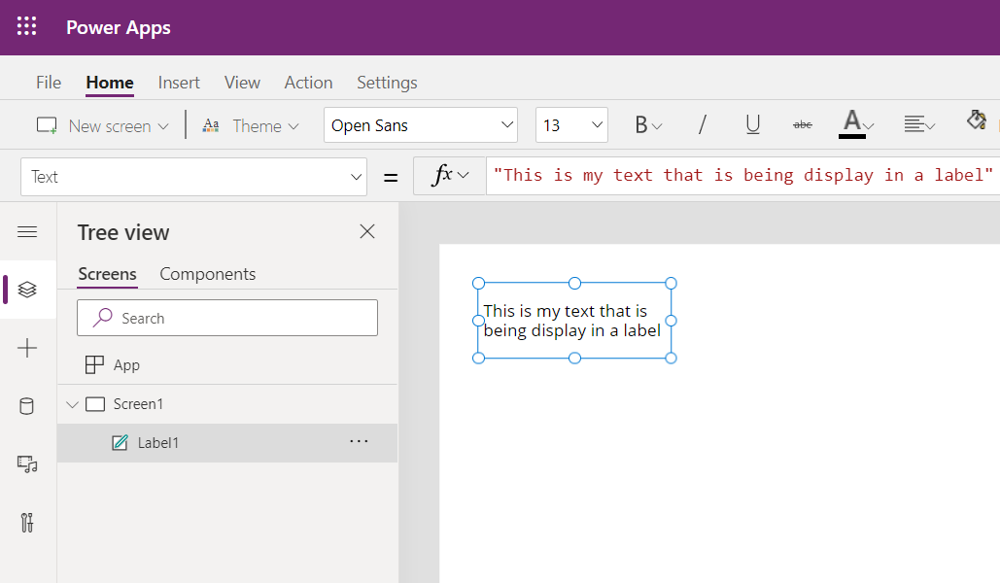 Power Apps
File Home Insert View Action Settings
New screen Aa Theme Open Sans 13 B / U abc A
Text = fx "This is my text that is being display in a label"
Tree view
Screens Components
Search
App
Screen1
Label1 ...
This is my text that is
being display in a label